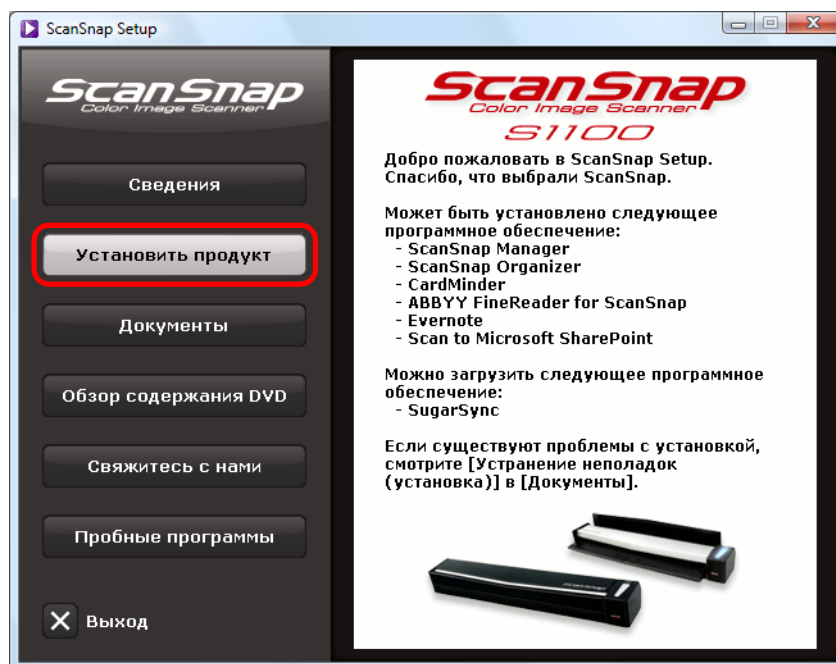 ScanSnap Setup
ScanSnap
Color Image Scanner
Сведения
Установить продукт
Документы
Обзор содержания DVD
Свяжитесь с нами
Пробные программы
Выход
ScanSnap
Color Image Scanner
S1100
Добро пожаловать в ScanSnap Setup.
Спасибо, что выбрали ScanSnap.
Может быть установлено следующее
программное обеспечение:
- ScanSnap Manager
- ScanSnap Organizer
- CardMinder
- ABBYY FineReader for ScanSnap
- Evernote
- Scan to Microsoft SharePoint
Можно загрузить следующее программное
обеспечение:
- SugarSync
Если существуют проблемы с установкой,
смотрите [Устранение неполадок
(установка)] в [Документы].
ScanSnap